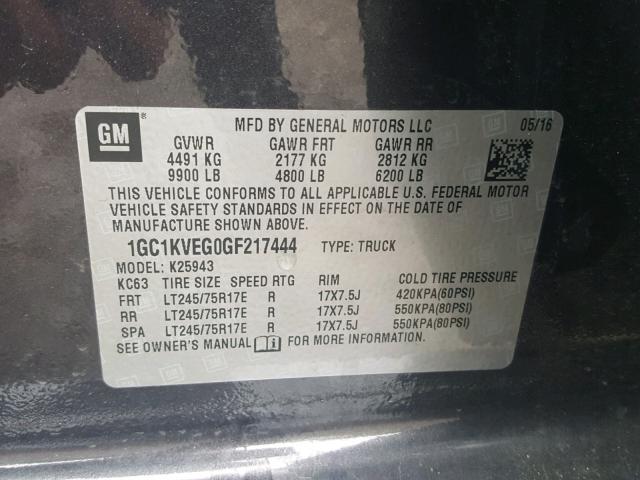 GM
MFD BY GENERAL MOTORS LLC 05/16
GVWR GAWR FRT GAWR RR
4491 KG 2177 KG 2812 KG
9900 LB 4800 LB 6200 LB
THIS VEHICLE CONFORMS TO ALL APPLICABLE U.S. FEDERAL MOTOR
VEHICLE SAFETY STANDARDS IN EFFECT ON THE DATE OF
MANUFACTURE SHOWN ABOVE.
1GC1KVEG0GF217444 TYPE: TRUCK
MODEL: K25943
KC63 TIRE SIZE SPEED RTG RIM COLD TIRE PRESSURE
FRT LT245/75R17E R 17X7.5J 420KPA(60PSI)
RR LT245/75R17E R 17X7.5J 550KPA(80PSI)
SPA LT245/75R17E R 17X7.5J 550KPA(80PSI)
SEE OWNER'S MANUAL FOR MORE INFORMATION.